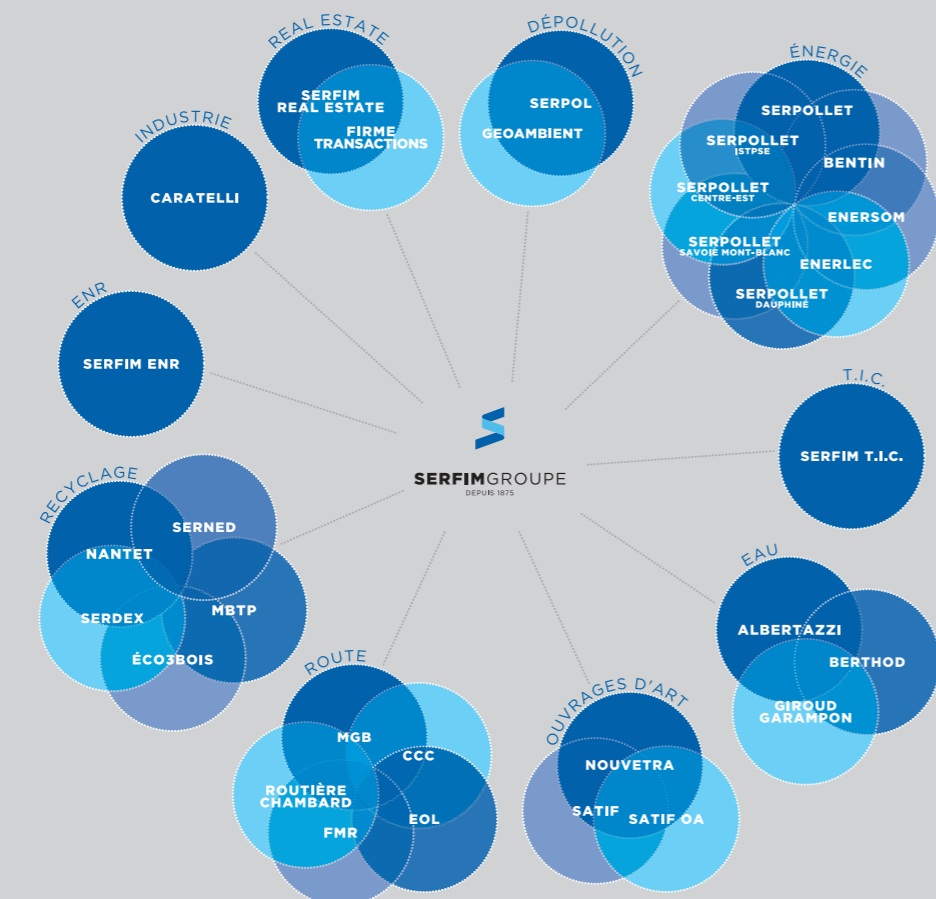 REAL ESTATE
SERFIM
REAL ESTATE
FIRME
TRANSACTIONS
DÉPOLLUTION
SERPOL
GEOAMBIENT
ÉNERGIE
SERPOLLET
SERPOLLET
ISTPSE
BENTIN
SERPOLLET
CENTRE-EST
ENERSOM
SERPOLLET
SAVOIE MONT-BLANC
ENERLEC
SERPOLLET
DAUPHINÉ
INDUSTRIE
CARATELLI
ENR
SERFIM ENR
T.I.C.
SERFIM T.I.C.
SERFIMGROUPE
DEPUIS 1875
RECYCLAGE
SERNED
NANTET
MBTP
SERDEX
ÉCO3BOIS
EAU
ALBERTAZZI
BERTHOD
GIROUD
GARAMPON
ROUTE
MGB
CCC
ROUTIÈRE
CHAMBARD
EOL
FMR
OUVRAGES D'ART
NOUVETRA
SATIF
SATIF OA